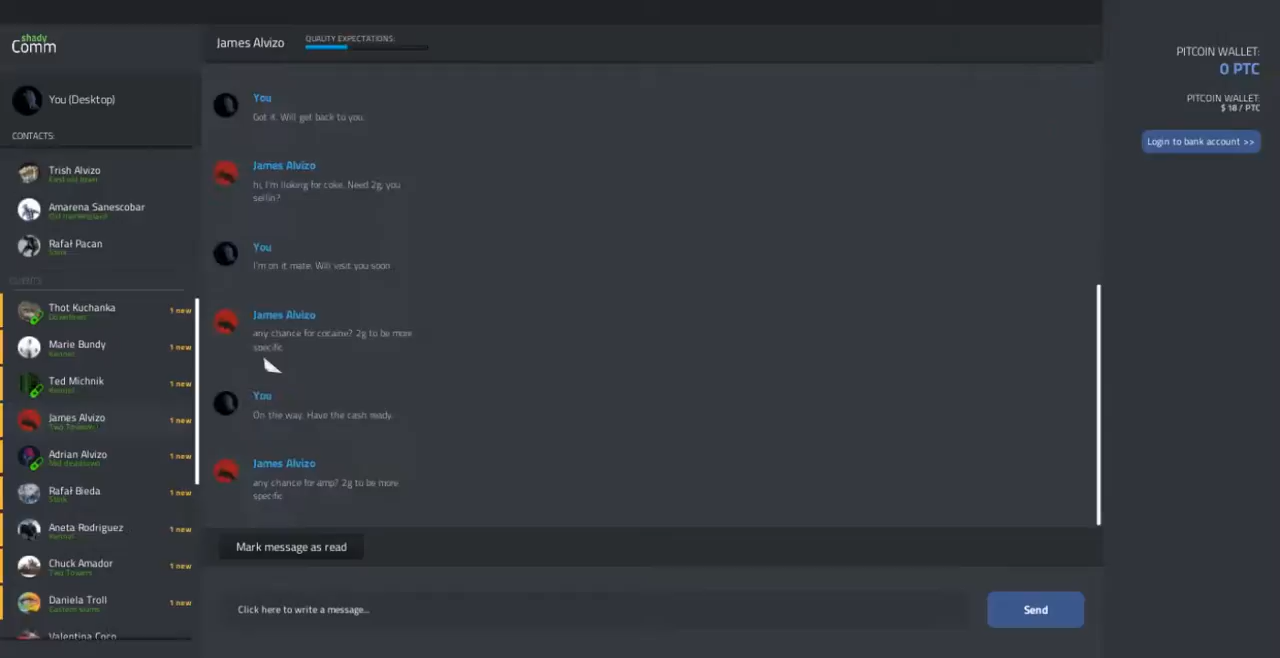 shady
Comm
You (Desktop)
CONTACTS:
Trish Alvizo
Amarena Sanescobar
Rafał Pacan
Thot Kuchanka
1 new
Marie Bundy
1 new
Ted Michnik
1 new
James Alvizo
1 new
Adrian Alvizo
1 new
Rafał Bieda
1 new
Aneta Rodriguez
1 new
Chuck Amador
1 new
Two Towers
Daniela Troll
1 new
Valentina Coco
James Alvizo
QUALITY EXPECTATIONS:
You
Got it. Will get back to you.
James Alvizo
hi, I'm lloking for coke. Need 2g, you
sellin?
You
I'm on it mate. Will visit you soon
James Alvizo
any chance for cocaine? 2g to be more
specific
You
On the way. Have the cash ready.
James Alvizo
any chance for amp? 2g to be more
specific
Mark message as read
Click here to write a message...
Send
PITCOIN WALLET:
0 PTC
PITCOIN WALLET:
$ 18 / PTC
Login to bank account >>